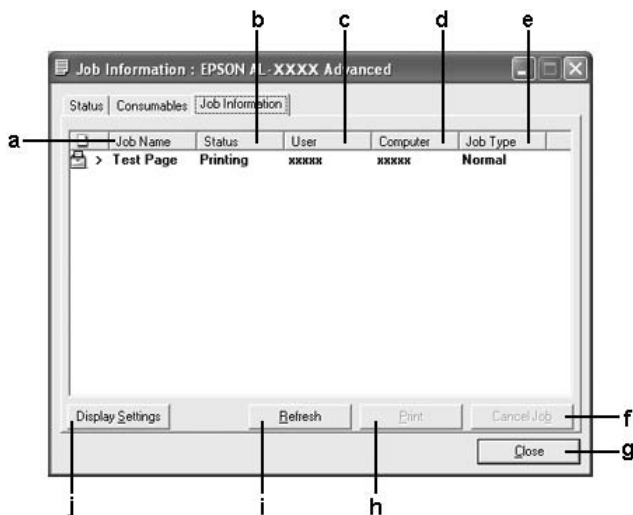 b c d e
Job Information : EPSON AL-XXXX Advanced
Status Consumables Job Information
a Job Name Status User Computer Job Type
> Test Page Printing xxxxx xxxxx Normal
Display Settings Refresh Print Cancel Job f
Close g
j i h